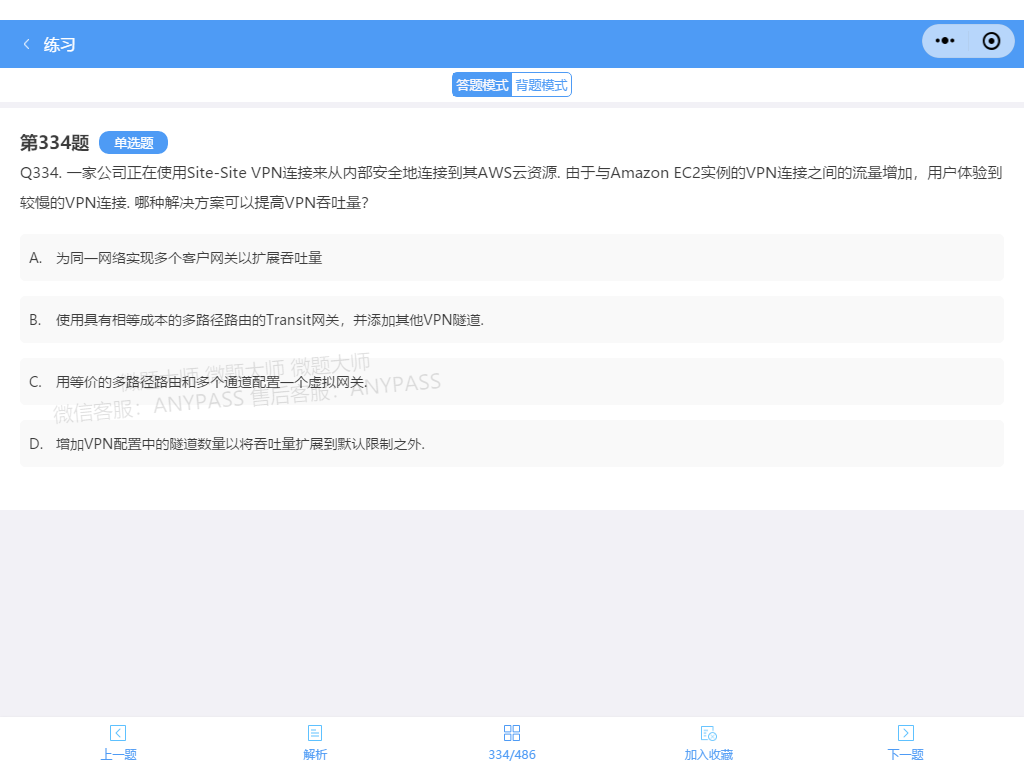 练习
答题模式 背题模式
第334题 单选题
Q334. 一家公司正在使用Site-Site VPN连接来从内部安全地连接到其AWS云资源. 由于与Amazon EC2实例的VPN连接之间的流量增加，用户体验到
较慢的VPN连接. 哪种解决方案可以提高VPN吞吐量?
A. 为同一网络实现多个客户网关以扩展吞吐量
B. 使用具有相等成本的多路径路由的Transit网关，并添加其他VPN隧道.
微题大师 微题大师 微题大师
C. 用等价的多路径路由和多个通道配置一个虚拟网关.
微信客服：ANYPASS 售后客服：ANYPASS
D. 增加VPN配置中的隧道数量以将吞吐量扩展到默认限制之外.
上一题 解析 334/486 加入收藏 下一题